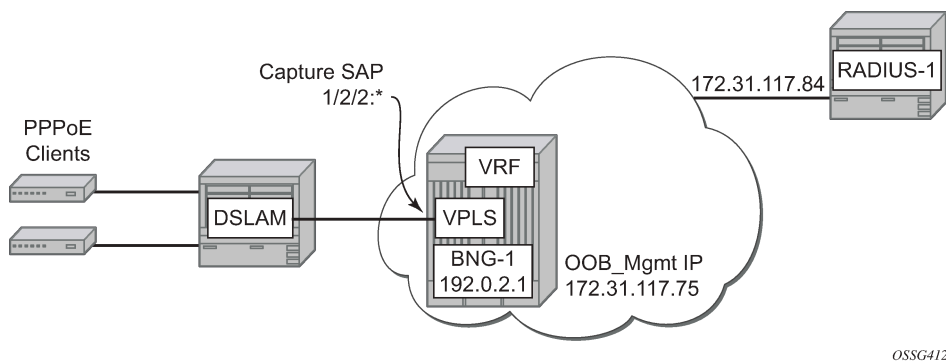 Capture SAP
1/2/2:*
PPPoE
Clients
DSLAM
VRF
VPLS
BNG-1
192.0.2.1
OOB_Mgmt IP
172.31.117.75
172.31.117.84
RADIUS-1
OSSG412